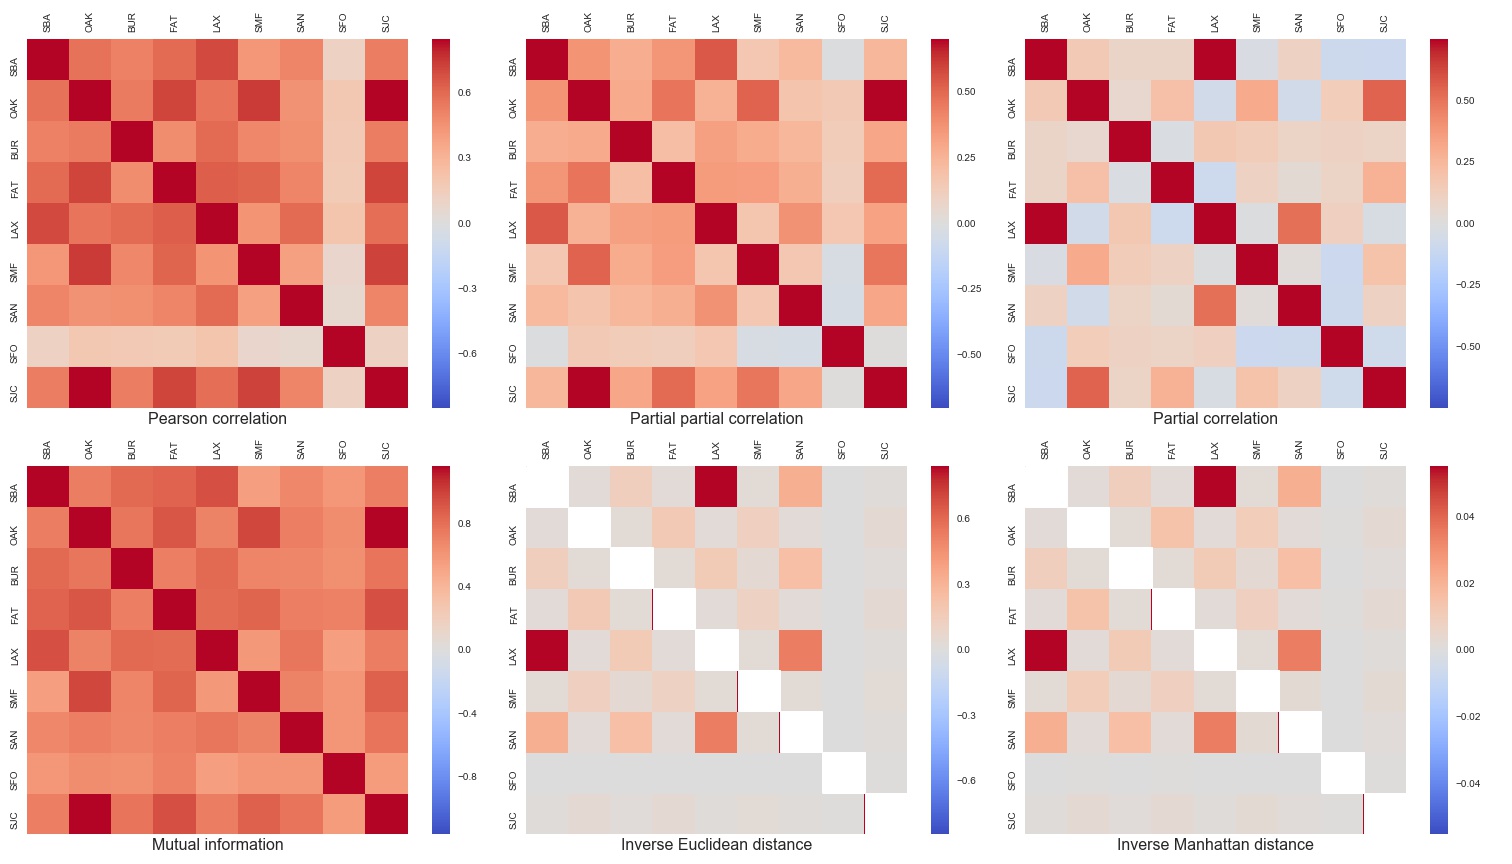 SBA OAK BUR FAT LAX SMF SAN SFO SJC
SBA
OAK
BUR
FAT
LAX
SMF
SAN
SFO
SJC
0.6
0.3
0.0
−0.3
−0.6
Pearson correlation
SBA OAK BUR FAT LAX SMF SAN SFO SJC
SBA
OAK
BUR
FAT
LAX
SMF
SAN
SFO
SJC
0.50
0.25
0.00
−0.25
−0.50
Partial partial correlation
SBA OAK BUR FAT LAX SMF SAN SFO SJC
SBA
OAK
BUR
FAT
LAX
SMF
SAN
SFO
SJC
0.50
0.25
0.00
−0.25
−0.50
Partial correlation
SBA OAK BUR FAT LAX SMF SAN SFO SJC
SBA
OAK
BUR
FAT
LAX
SMF
SAN
SFO
SJC
0.8
0.4
0.0
−0.4
−0.8
Mutual information
SBA OAK BUR FAT LAX SMF SAN SFO SJC
SBA
OAK
BUR
FAT
LAX
SMF
SAN
SFO
SJC
0.6
0.3
0.0
−0.3
−0.6
Inverse Euclidean distance
SBA OAK BUR FAT LAX SMF SAN SFO SJC
SBA
OAK
BUR
FAT
LAX
SMF
SAN
SFO
SJC
0.04
0.02
0.00
−0.02
−0.04
Inverse Manhattan distance